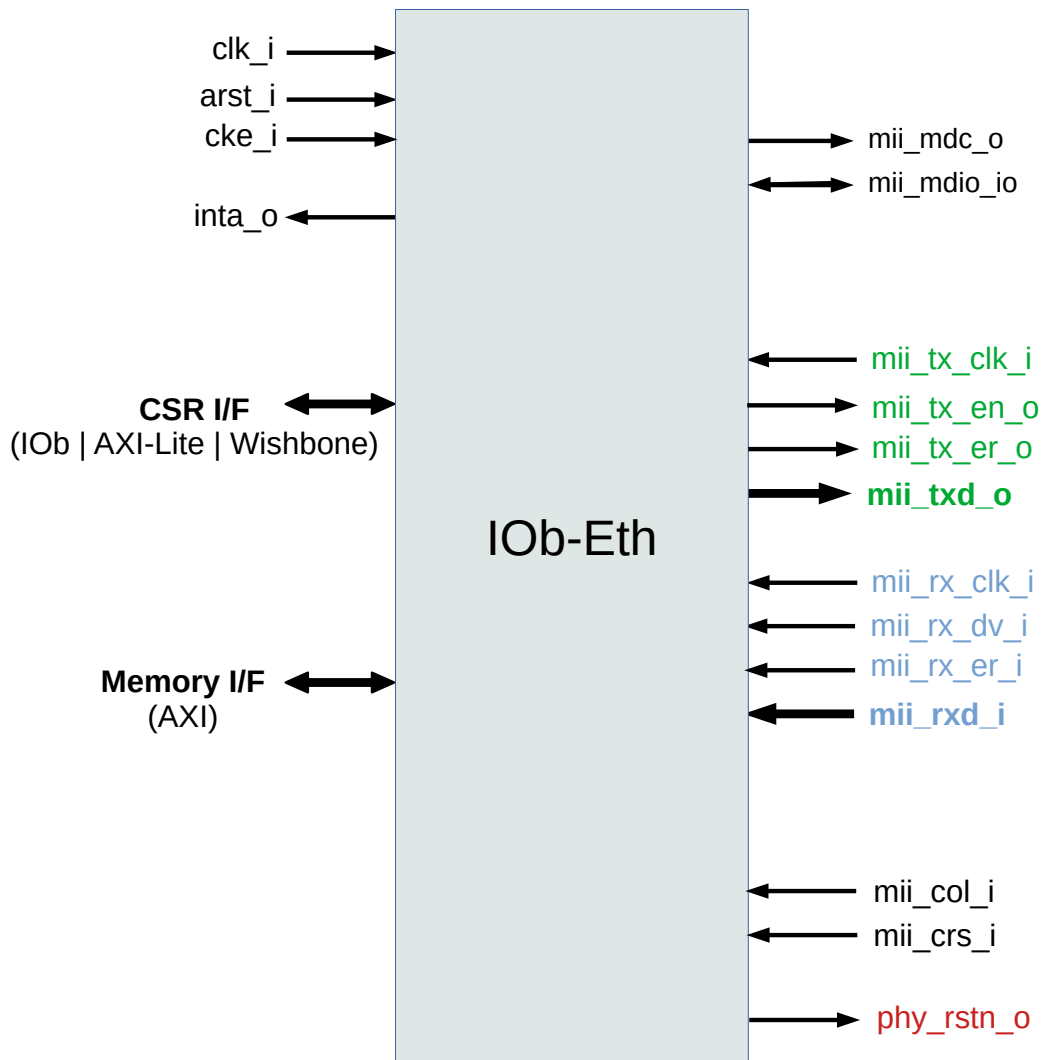 clk_i
arst_i
cke_i
inta_o
CSR I/F
(IOb | AXI-Lite | Wishbone)
Memory I/F
(AXI)
IOb-Eth
mii_mdc_o
mii_mdio_io
mii_tx_clk_i
mii_tx_en_o
mii_tx_er_o
mii_txd_o
mii_rx_clk_i
mii_rx_dv_i
mii_rx_er_i
mii_rxd_i
mii_col_i
mii_crs_i
phy_rstn_o